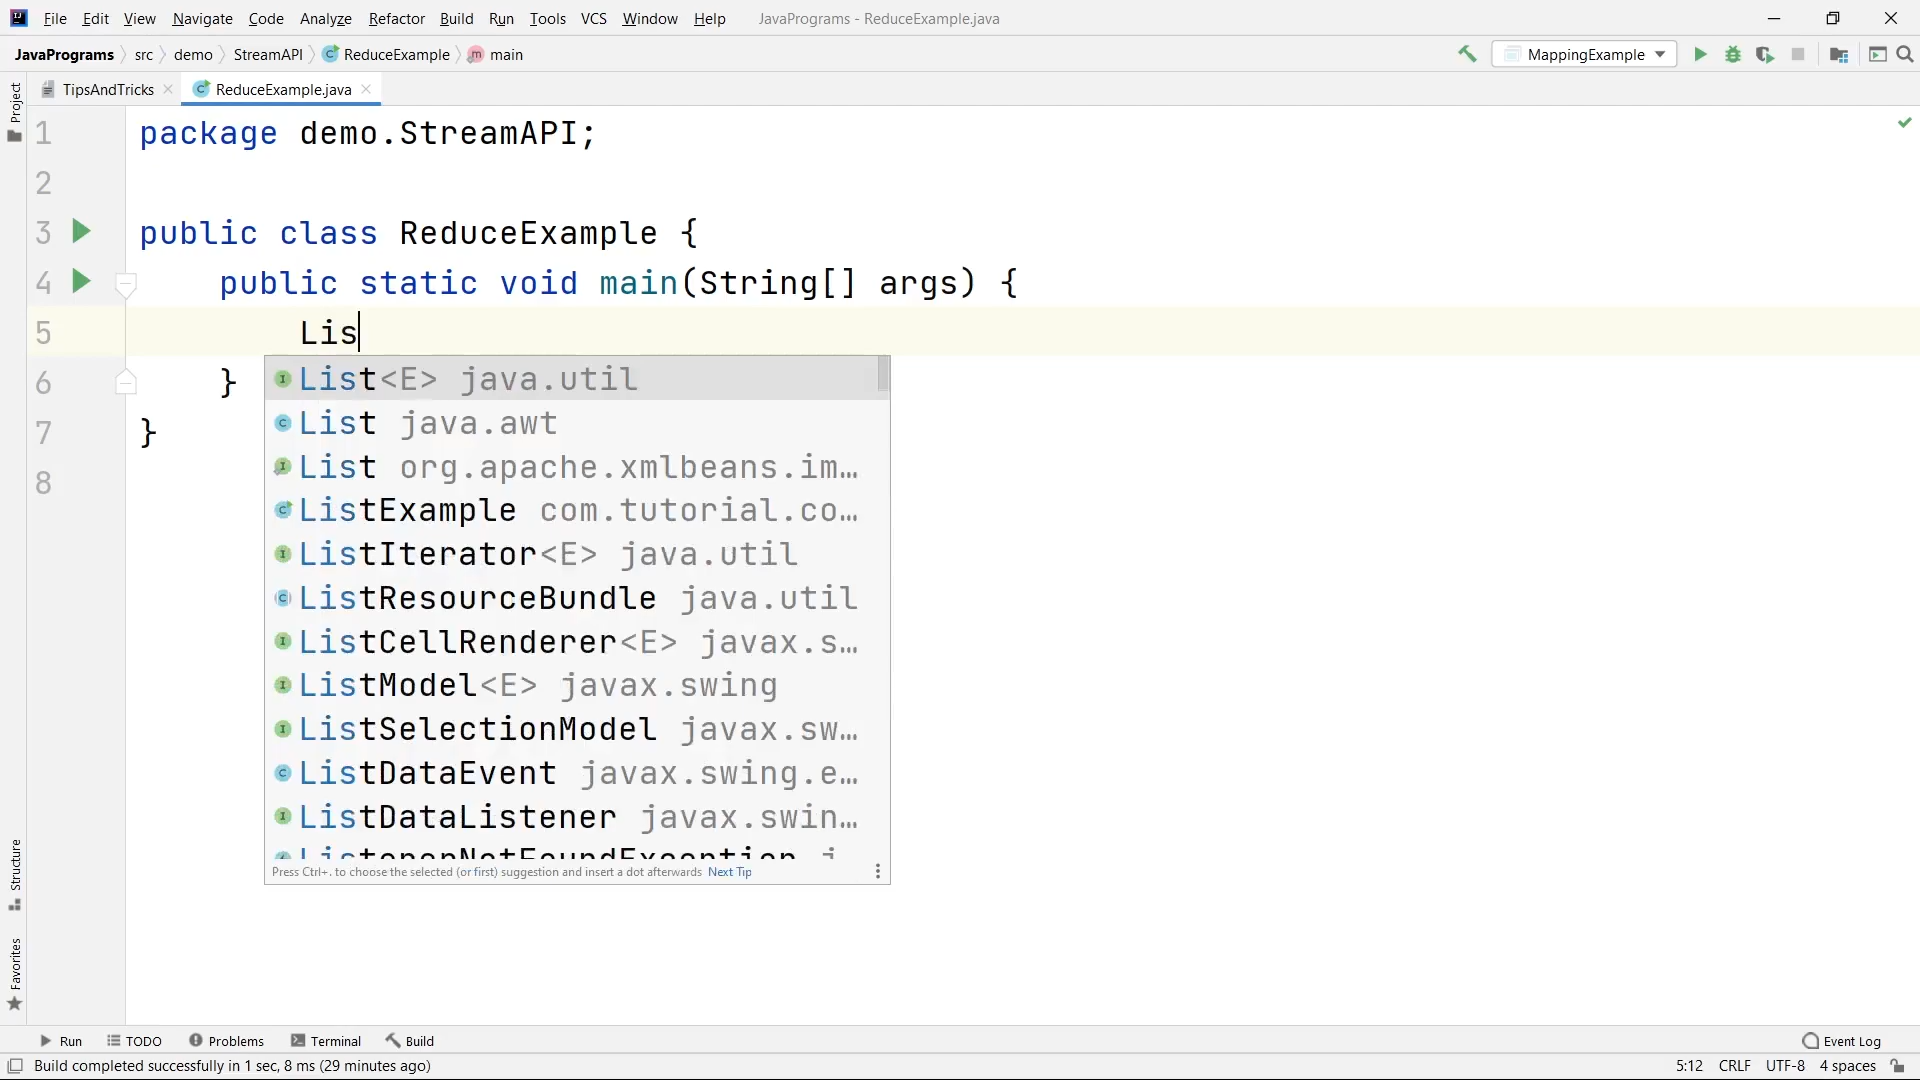 File Edit View Navigate Code Analyze Refactor Build Run Tools VCS Window Help JavaPrograms - ReduceExample.java
JavaPrograms src demo StreamAPI ReduceExample main MappingExample
TipsAndTricks ReduceExample.java
Project
1 package demo.StreamAPI;
2
3 public class ReduceExample {
4 public static void main(String[] args) {
5 Lis
6 }
7 }
8
List<E> java.util
List java.awt
List org.apache.xmlbeans.im…
ListExample com.tutorial.co…
ListIterator<E> java.util
ListResourceBundle java.util
ListCellRenderer<E> javax.s…
ListModel<E> javax.swing
ListSelectionModel javax.sw…
ListDataEvent javax.swing.e…
ListDataListener javax.swin…
ListenerNotFoundException j
Press Ctrl+. to choose the selected (or first) suggestion and insert a dot afterwards Next Tip
Structure
Favorites
Run TODO Problems Terminal Build Event Log
Build completed successfully in 1 sec, 8 ms (29 minutes ago) 5:12 CRLF UTF-8 4 spaces